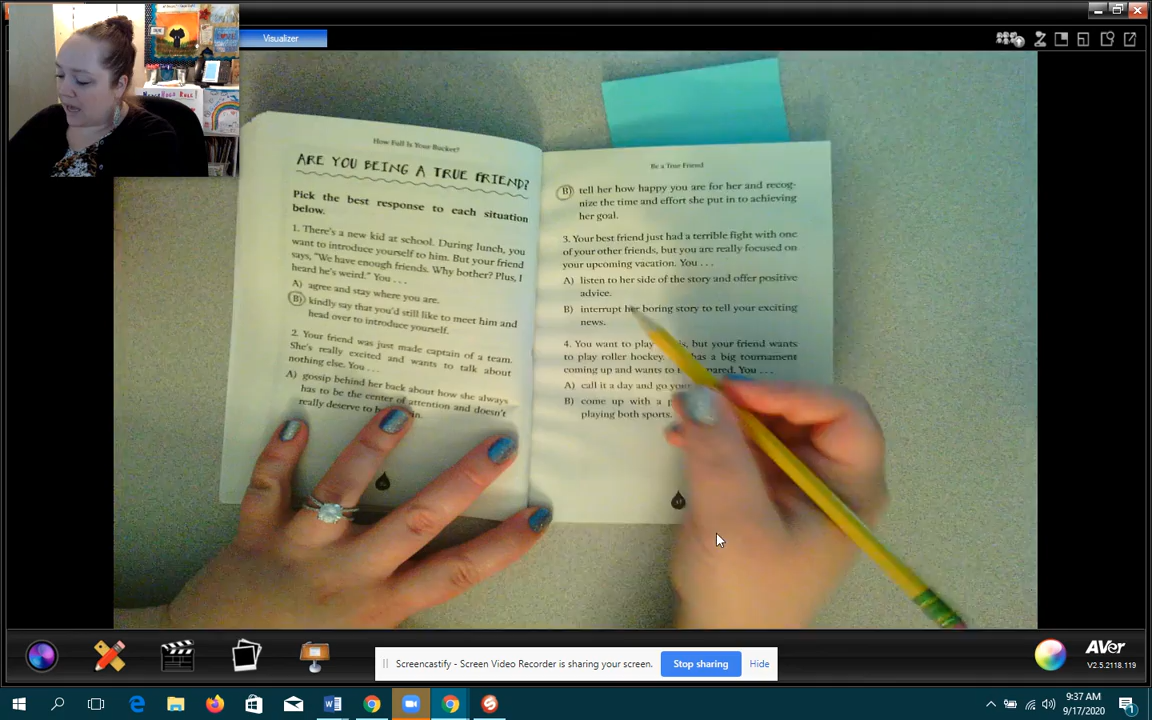 Visualizer
How Full Is Your Bucket?
ARE YOU BEING A TRUE FRIEND?
Pick the best response to each situation
below.
1. There's a new kid at school. During lunch, you
want to introduce yourself to him. But your friend
says, "We have enough friends. Why bother? Plus, I
heard he's weird." You . . .
A) agree and stay where you are.
B) kindly say that you'd still like to meet him and
head over to introduce yourself.
2. Your friend was just made captain of a team.
She's really excited and wants to talk about
nothing else. You . . .
A) gossip behind her back about how she always
has to be the center of attention and doesn't
really deserve to
Be a True Friend
B) tell her how happy you are for her and recog-
nize the time and effort she put in to achieving
her goal.
3. Your best friend just had a terrible fight with one
of your other friends, but you are really focused on
your upcoming vacation. You . . .
A) listen to her side of the story and offer positive
advice.
B) interrupt her boring story to tell your exciting
news.
4. You want to play but your friend wants
to play roller hockey. has a big tournament
coming up and wants to You . . .
A) call it a day and go
B) come up with a
playing both sports.
Screencastify - Screen Video Recorder is sharing your screen.
Stop sharing
Hide
AVer
V2.5.2118.119
9:37 AM
9/17/2020